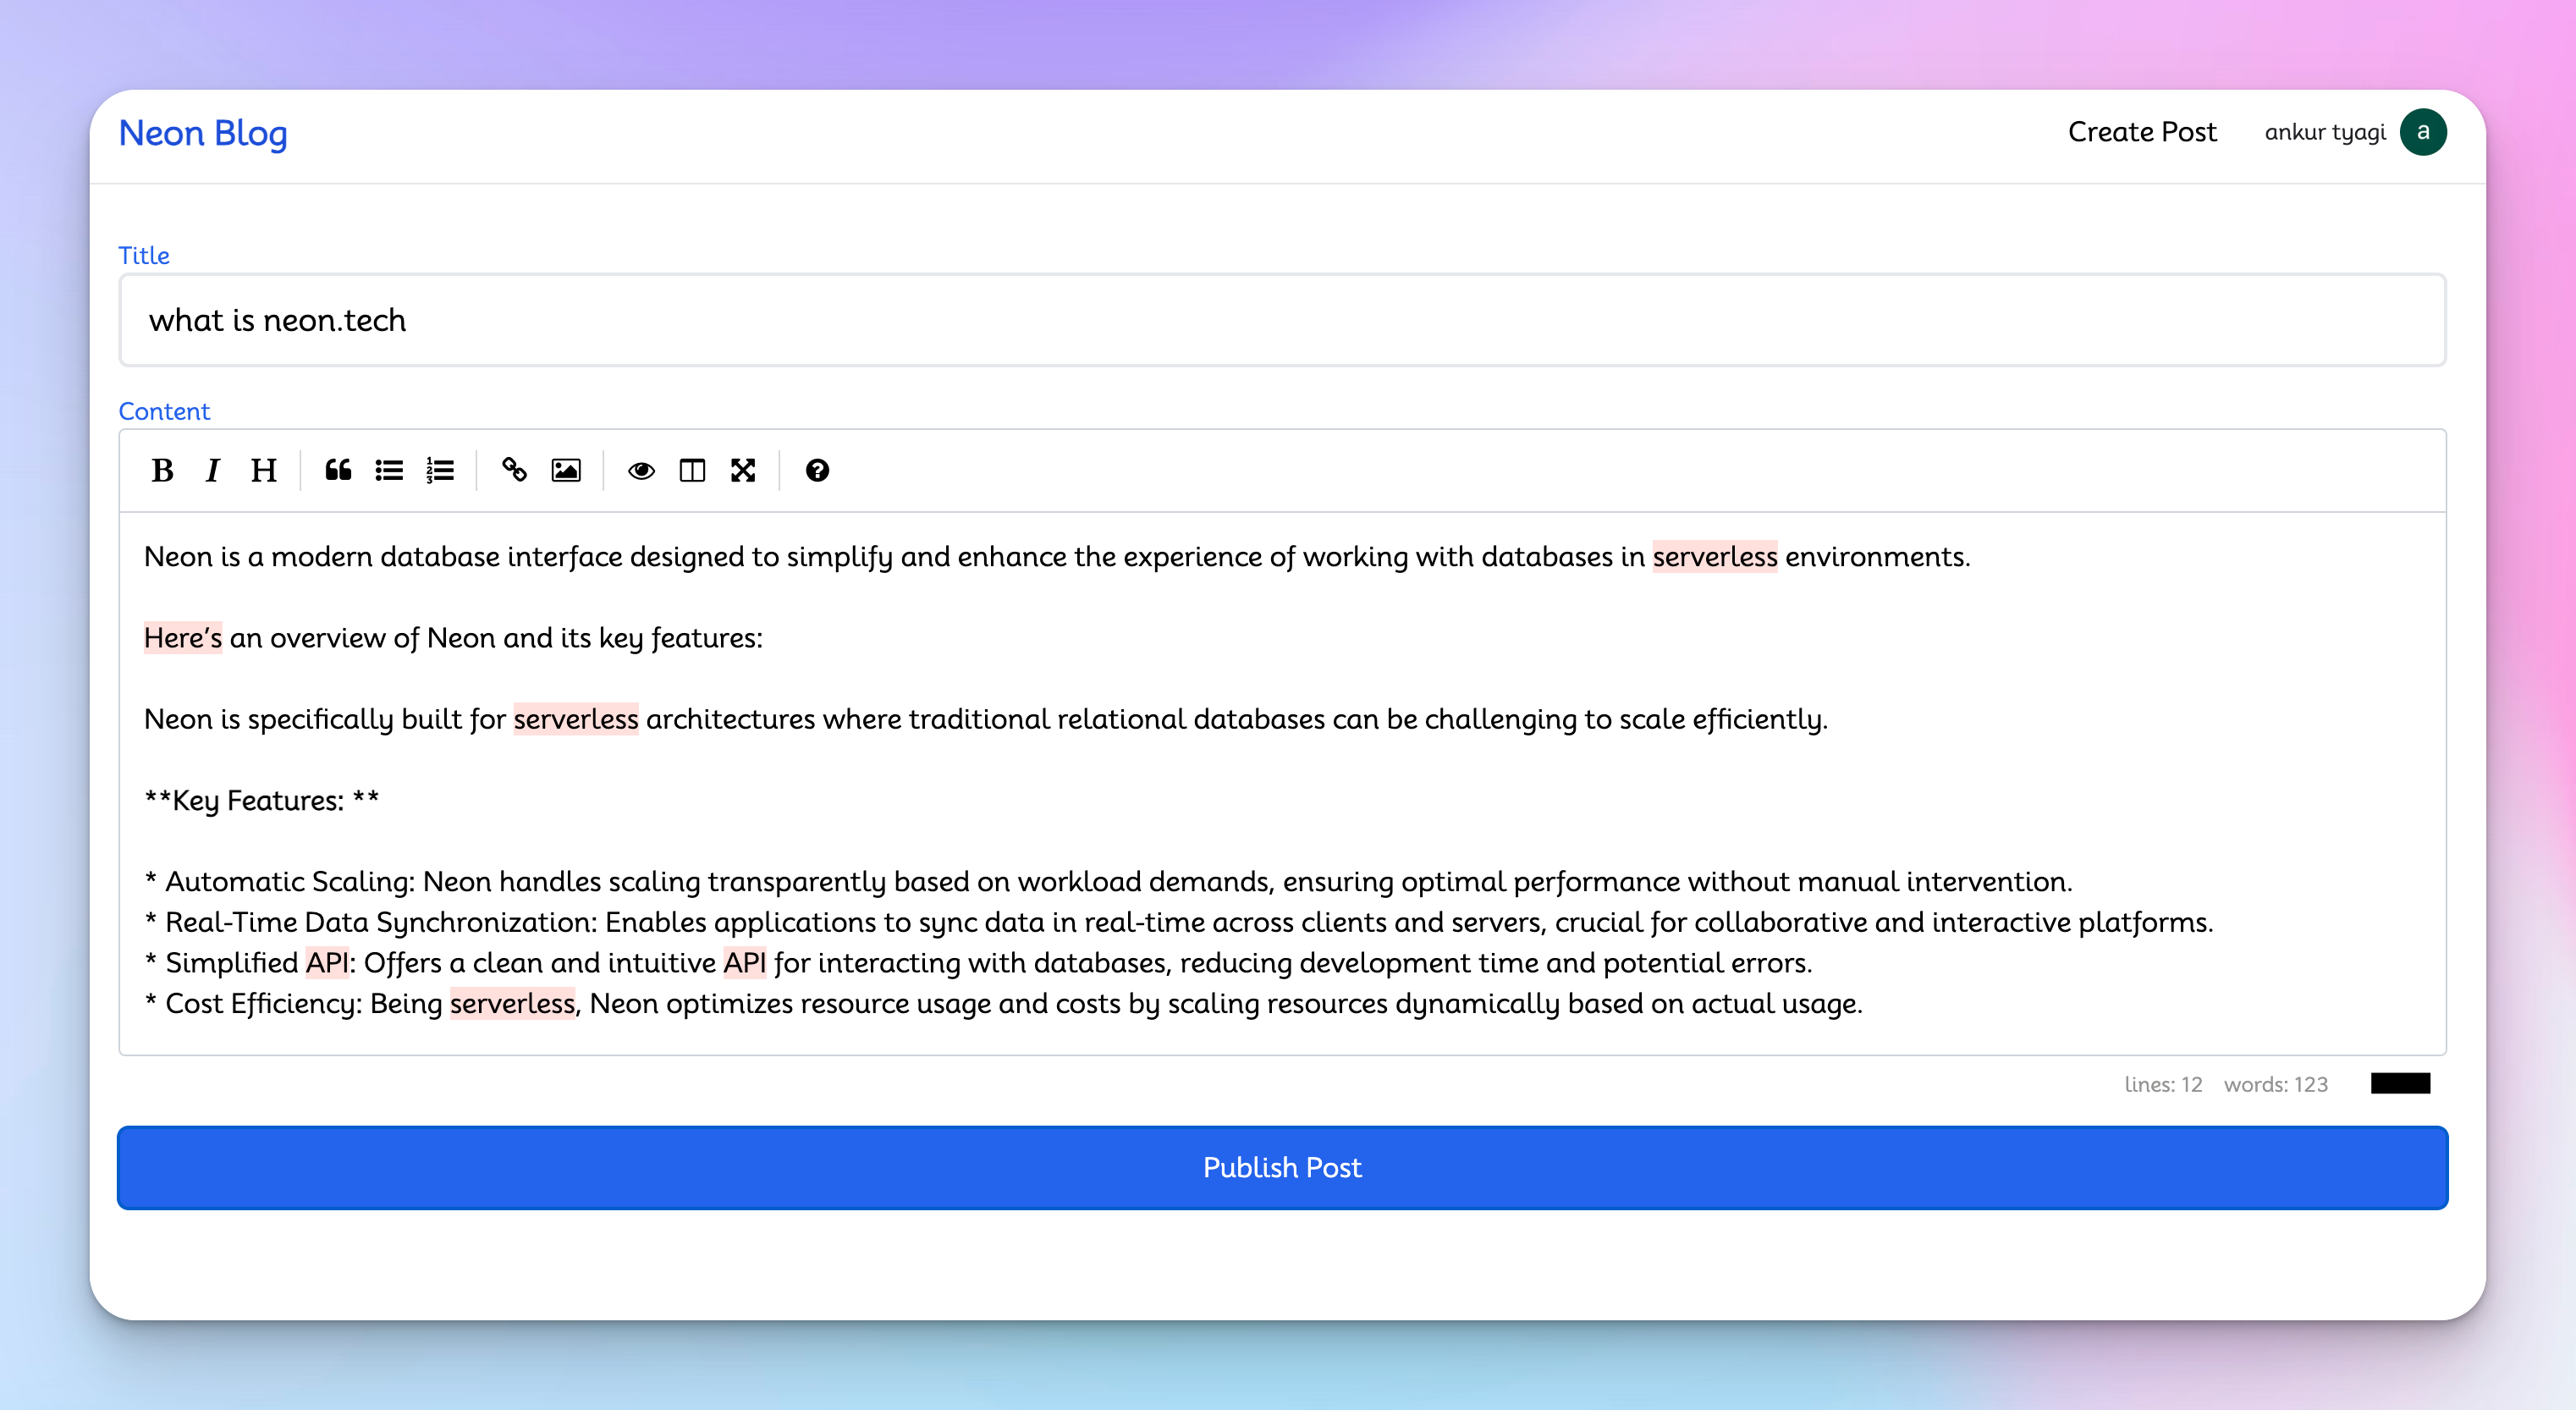 Neon Blog
Create Post
ankur tyagi
a
Title
what is neon.tech
Content
B I H
Neon is a modern database interface designed to simplify and enhance the experience of working with databases in serverless environments.
Here’s an overview of Neon and its key features:
Neon is specifically built for serverless architectures where traditional relational databases can be challenging to scale efficiently.
**Key Features: **
* Automatic Scaling: Neon handles scaling transparently based on workload demands, ensuring optimal performance without manual intervention.
* Real-Time Data Synchronization: Enables applications to sync data in real-time across clients and servers, crucial for collaborative and interactive platforms.
* Simplified API: Offers a clean and intuitive API for interacting with databases, reducing development time and potential errors.
* Cost Efficiency: Being serverless, Neon optimizes resource usage and costs by scaling resources dynamically based on actual usage.
lines: 12 words: 123
Publish Post